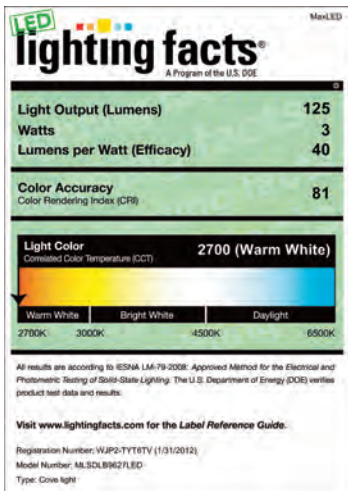 MaxLED
LED
lighting facts®
A Program of the U.S. DOE
Light Output (Lumens) 125
Watts 3
Lumens per Watt (Efficacy) 40
Color Accuracy
Color Rendering Index (CRI) 81
Light Color
Correlated Color Temperature (CCT) 2700 (Warm White)
Warm White Bright White Daylight
2700K 3000K 4500K 6500K
All results are according to IESNA LM-79-2008: Approved Method for the Electrical and
Photometric Testing of Solid-State Lighting. The U.S. Department of Energy (DOE) verifies
product test data and results.
Visit www.lightingfacts.com for the Label Reference Guide.
Registration Number: WJP2-TYT6TV (1/31/2012)
Model Number: MLSDLB9627LED
Type: Cove light